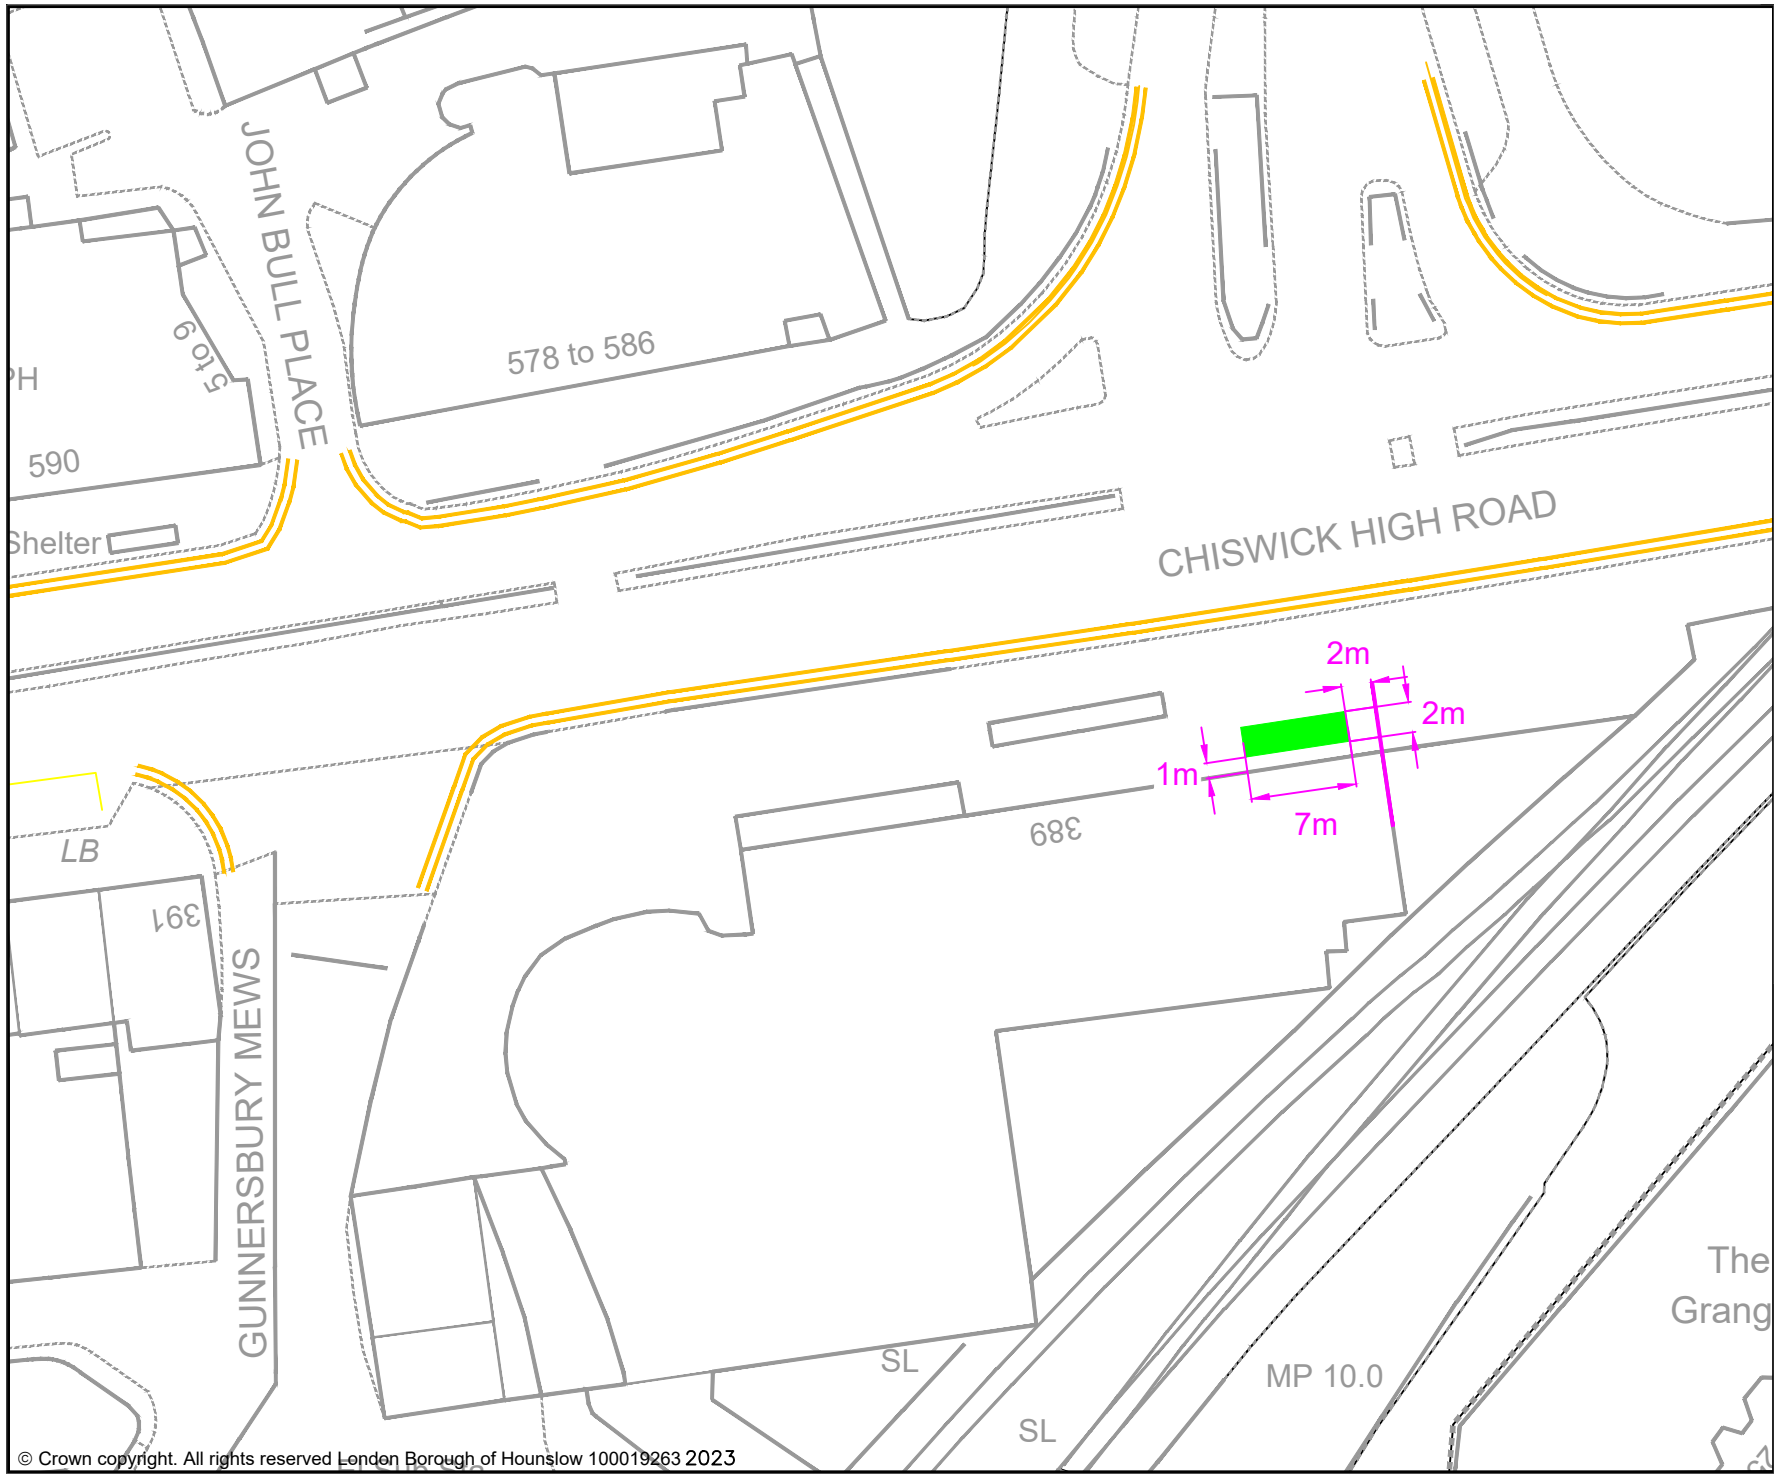 JOHN BULL PLACE
5 to 9
578 to 586
PH
590
Shelter
CHISWICK HIGH ROAD
2m
2m
1m
7m
389
LB
391
GUNNERSBURY MEWS
The
Grang
MP 10.0
SL
SL
© Crown copyright. All rights reserved London Borough of Hounslow 100019263 2023